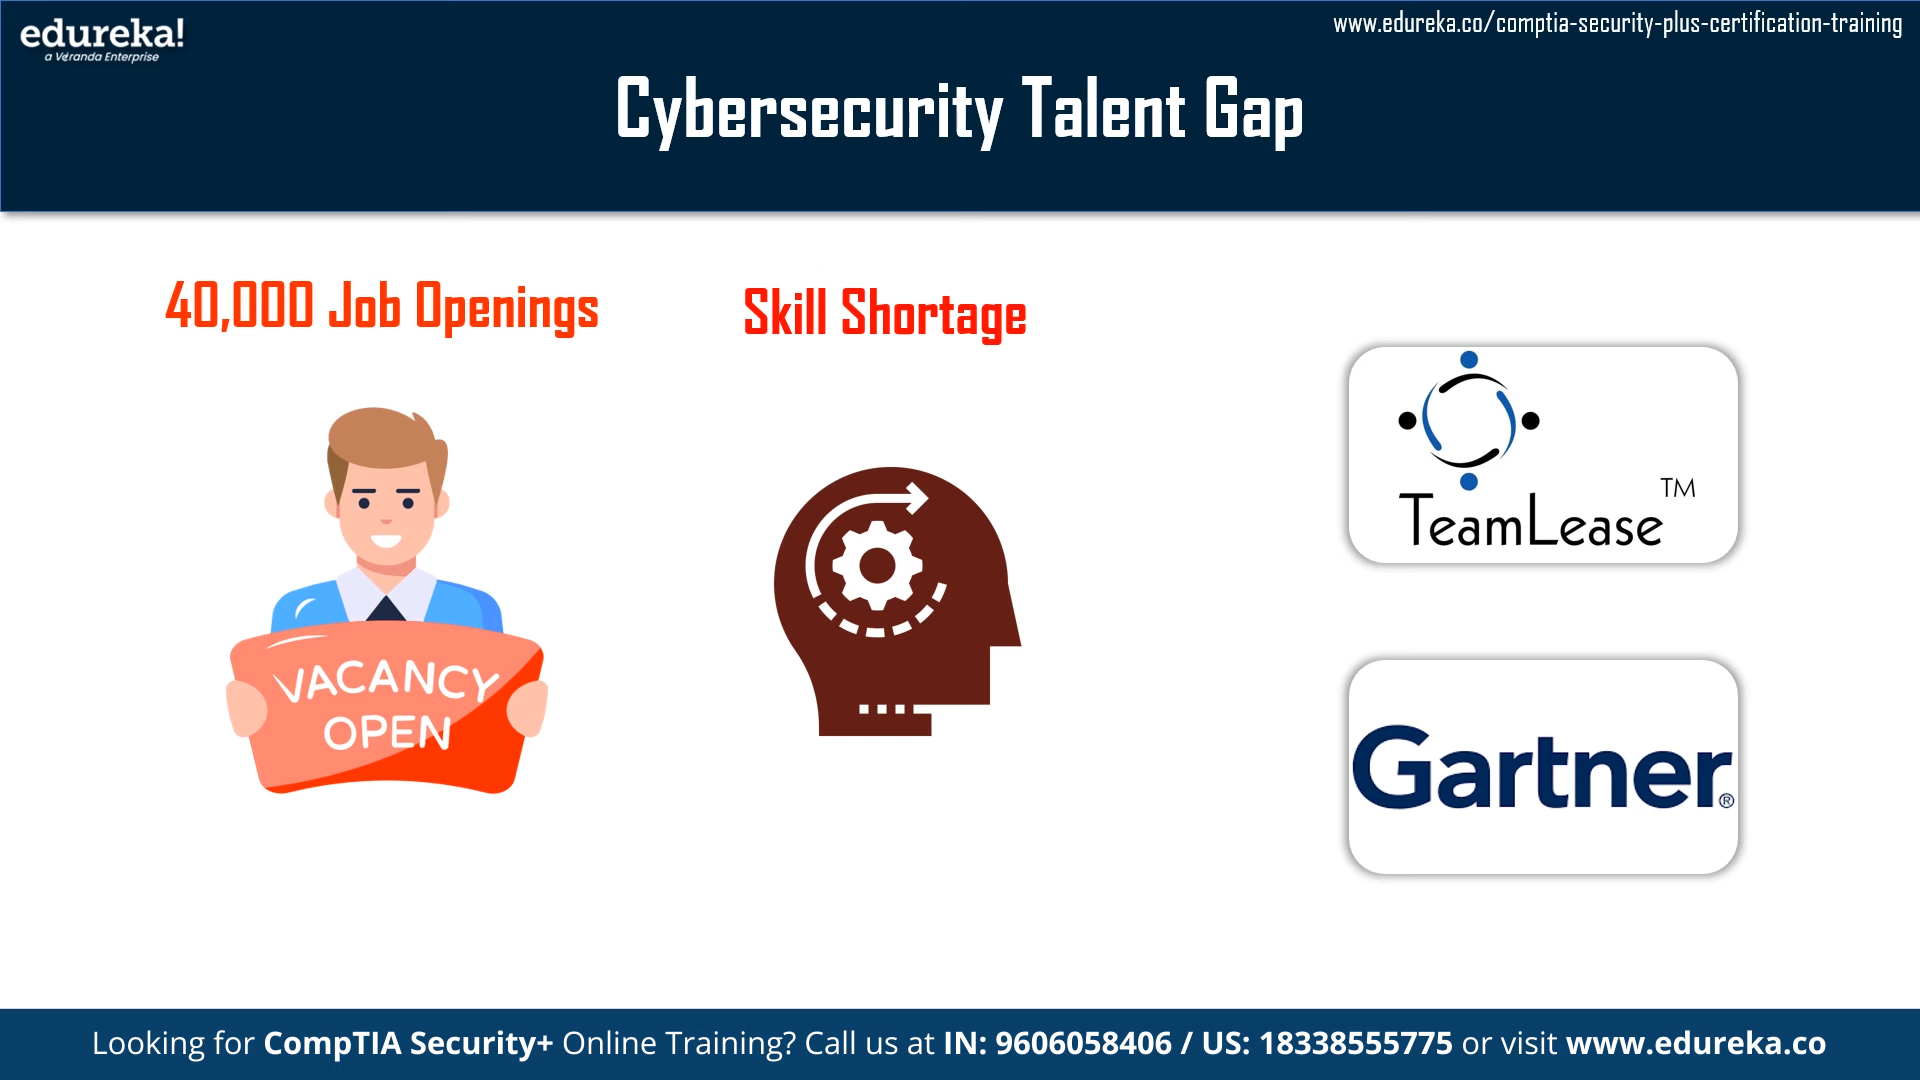 edureka!
a Veranda Enterprise
www.edureka.co/comptia-security-plus-certification-training
Cybersecurity Talent Gap
40,000 Job Openings
Skill Shortage
VACANCY
OPEN
TeamLease™
Gartner®
Looking for CompTIA Security+ Online Training? Call us at IN: 9606058406 / US: 18338555775 or visit www.edureka.co